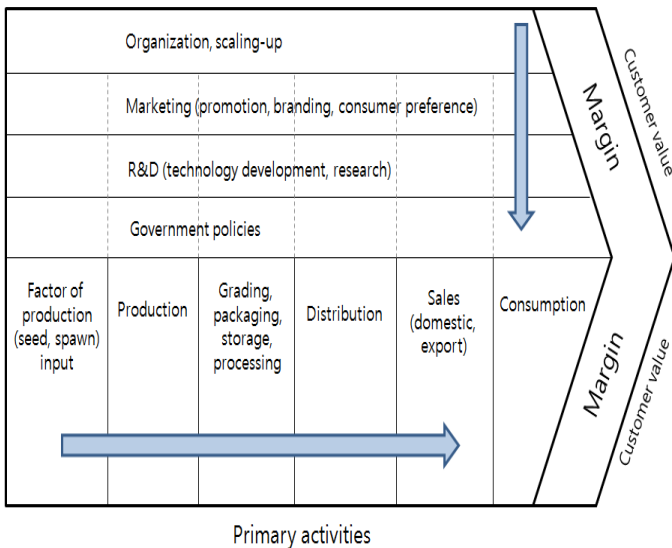 Organization, scaling-up
Marketing (promotion, branding, consumer preference)
R&D (technology development, research)
Government policies
Margin
Customer value
Factor of
production
(seed, spawn)
input
Production
Grading,
packaging,
storage,
processing
Distribution
Sales
(domestic,
export)
Consumption
Margin
Customer value
Primary activities